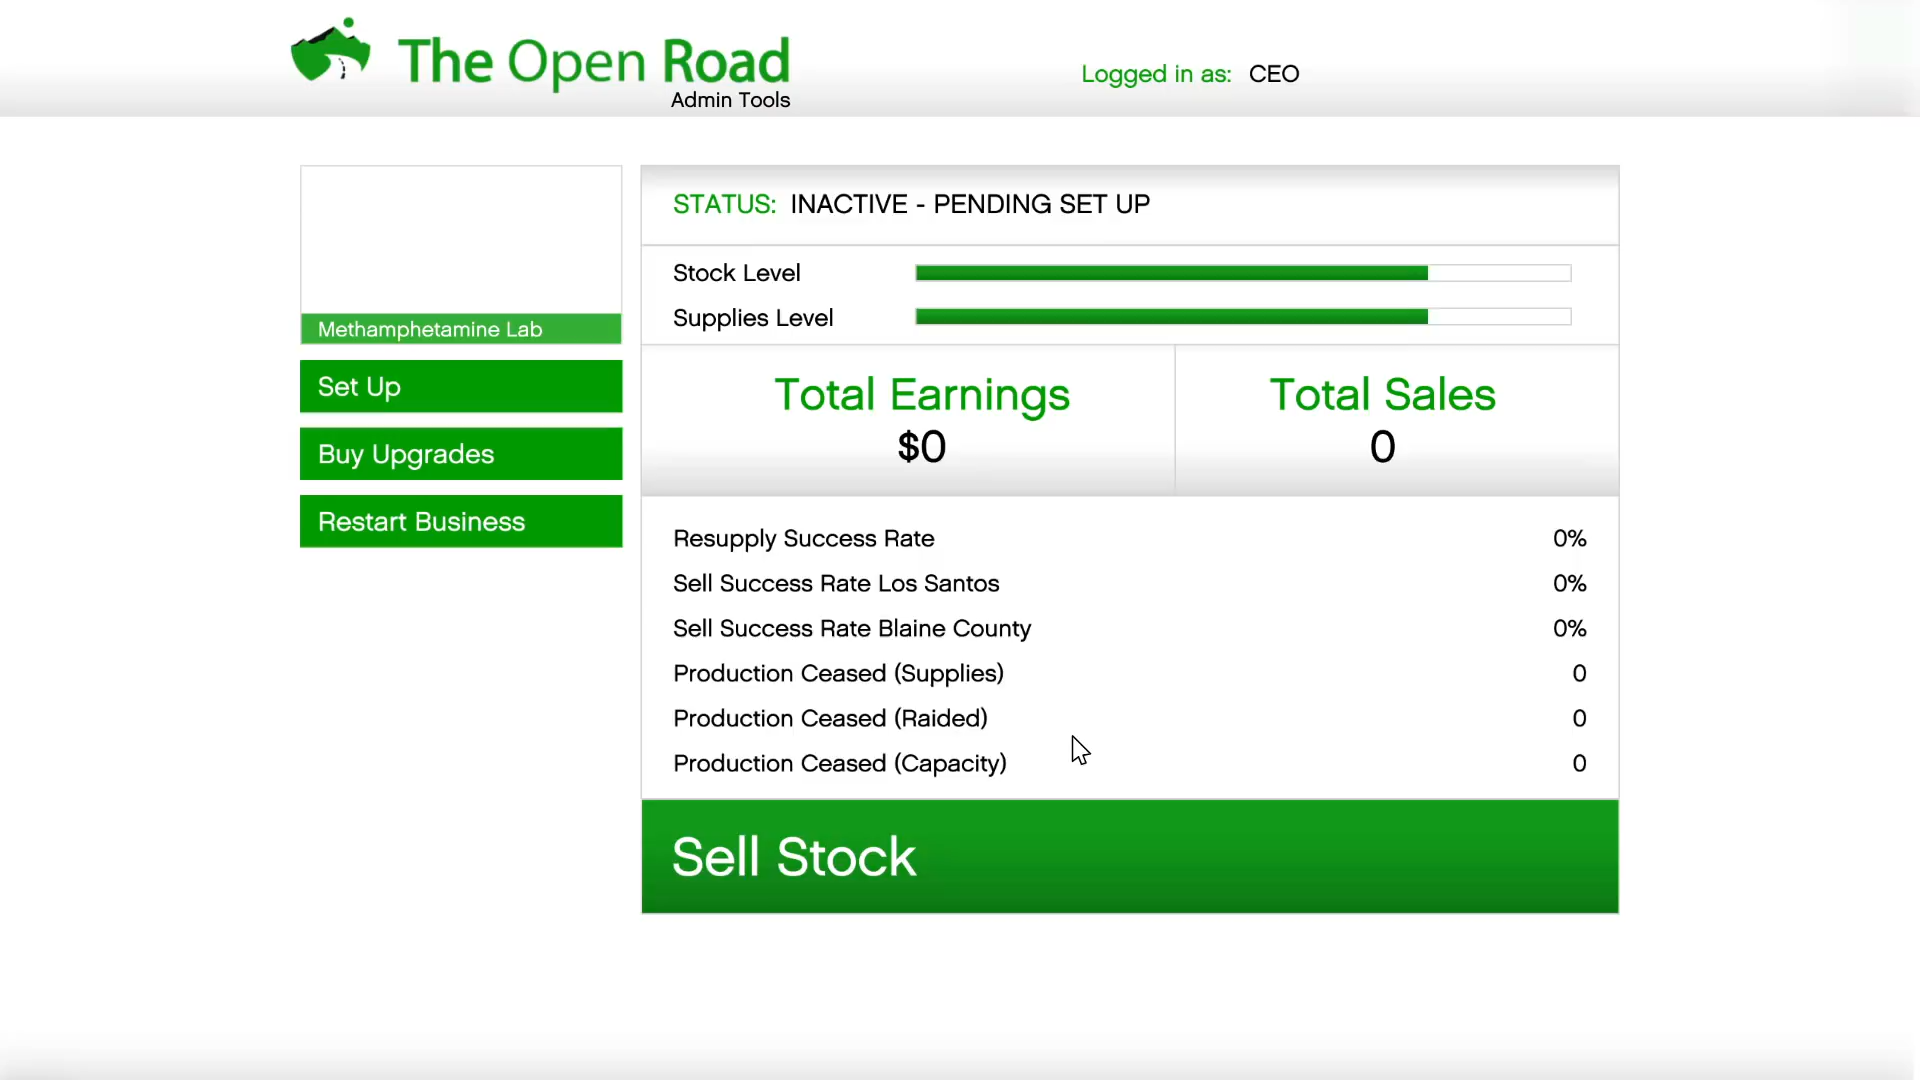 The Open Road
Admin Tools
Logged in as: CEO
Methamphetamine Lab
Set Up
Buy Upgrades
Restart Business
STATUS: INACTIVE - PENDING SET UP
Stock Level
Supplies Level
Total Earnings
$0
Total Sales
0
Resupply Success Rate 0%
Sell Success Rate Los Santos 0%
Sell Success Rate Blaine County 0%
Production Ceased (Supplies) 0
Production Ceased (Raided) 0
Production Ceased (Capacity) 0
Sell Stock